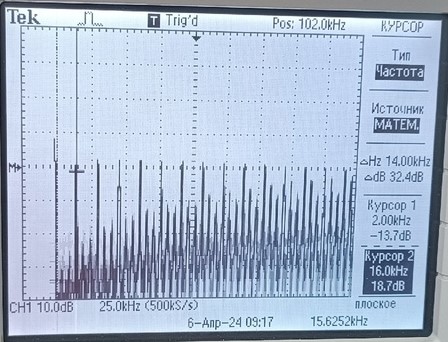 Tek T Trig'd Pos: 102.0kHz КУРСОР
Тип
Частота
Источник
МАТЕМ.
M
△Hz 14.00kHz
△dB 32.4dB
Курсор 1
2.00kHz
-13.7dB
Курсор 2
16.0kHz
18.7dB
CH1 10.0dB 25.0kHz (500kS/s) плоское
6-Апр-24 09:17 15.6252kHz